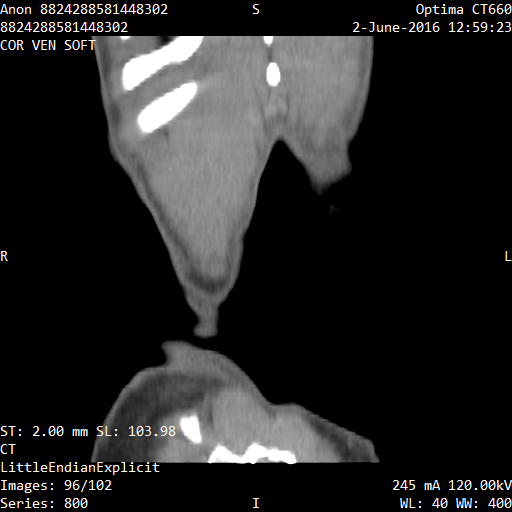 Anon 8824288581448302
S
Optima CT660
8824288581448302
2-June-2016 12:59:23
COR VEN SOFT
R
L
ST: 2.00 mm SL: 103.98
CT
LittleEndianExplicit
Images: 96/102
245 mA 120.00kV
Series: 800
I
WL: 40 WW: 400